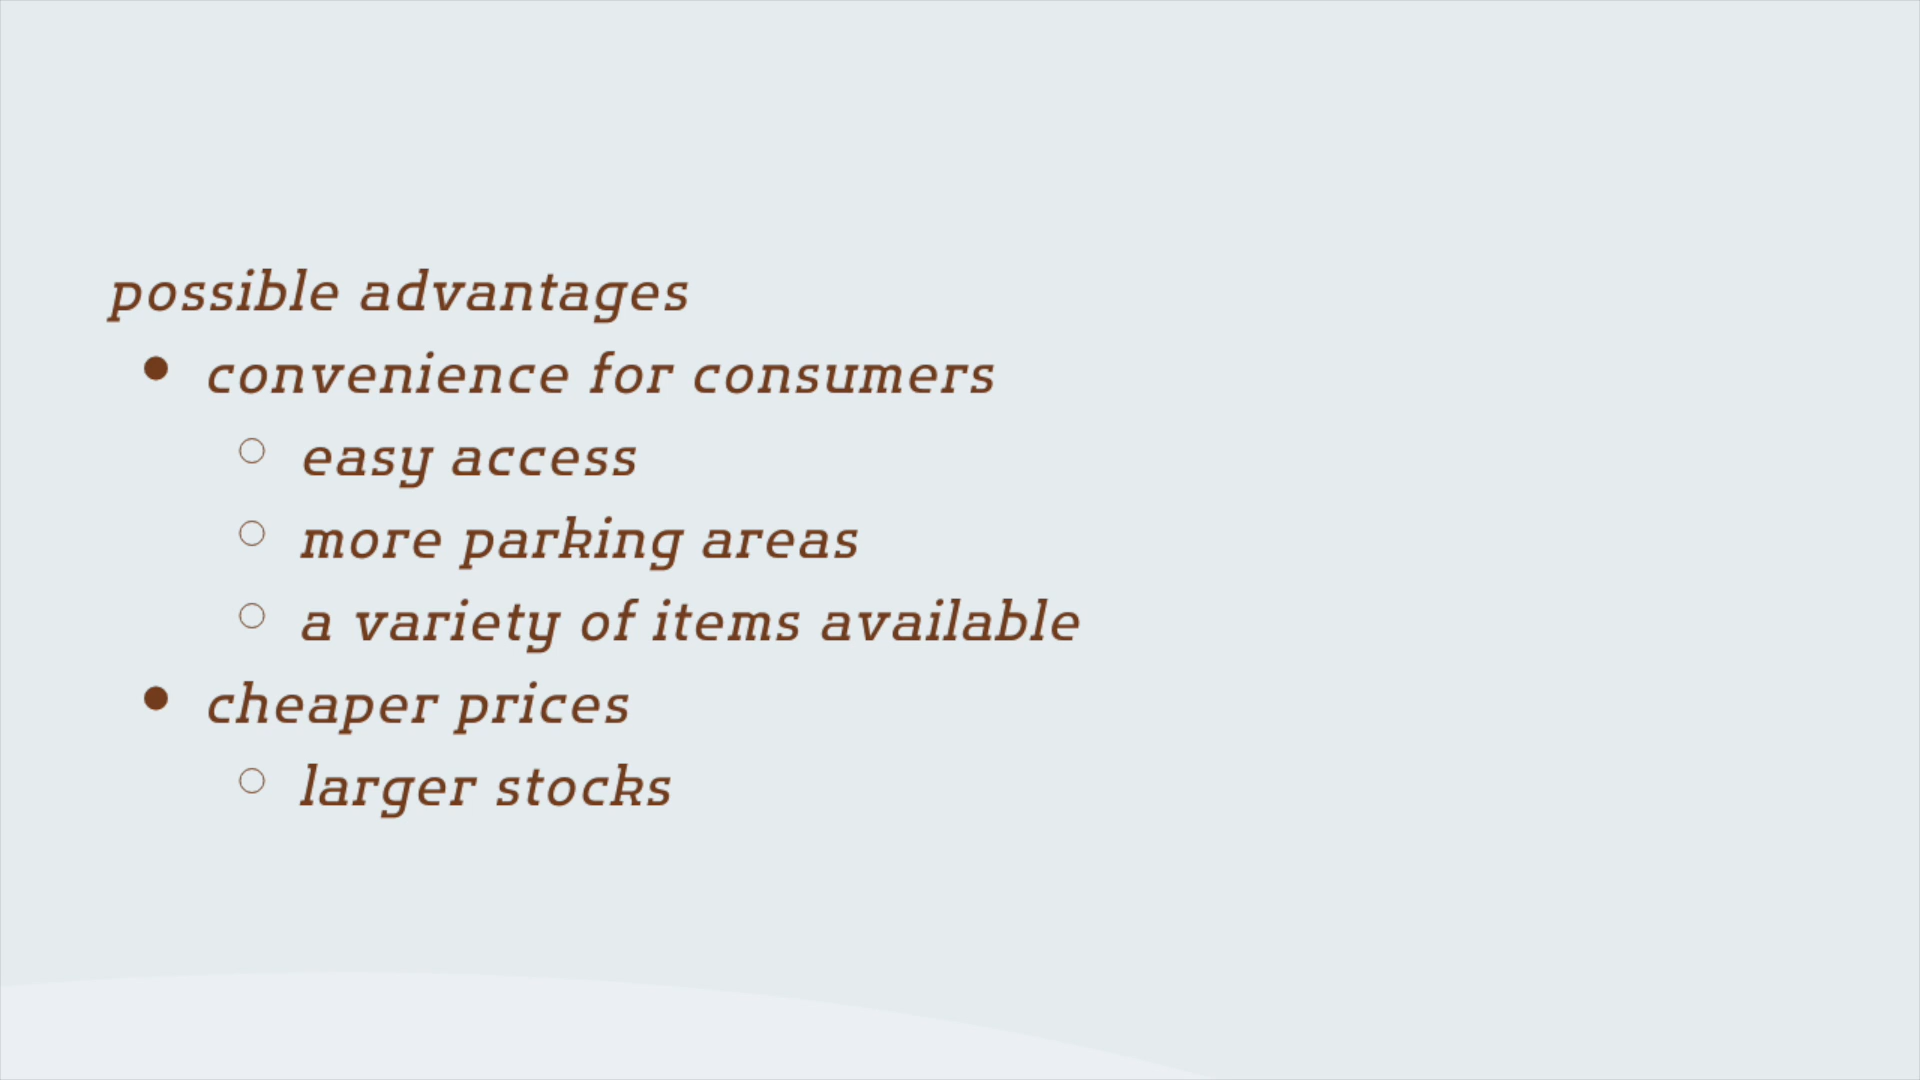 possible advantages
● convenience for consumers
○ easy access
○ more parking areas
○ a variety of items available
● cheaper prices
○ larger stocks